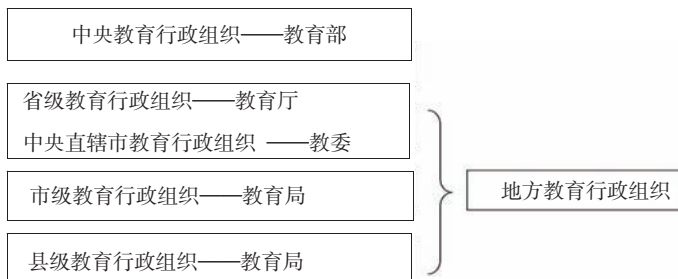 中央教育行政组织——教育部
省级教育行政组织——教育厅
中央直辖市教育行政组织 ——教委
市级教育行政组织——教育局
县级教育行政组织——教育局
地方教育行政组织